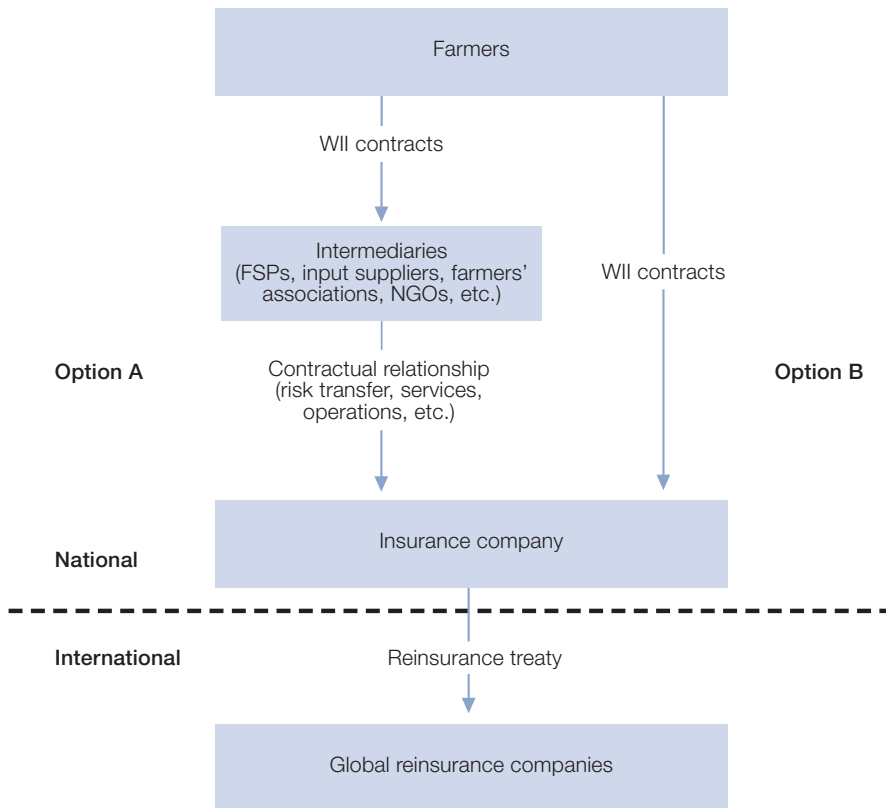 Farmers
WII contracts
Intermediaries
(FSPs, input suppliers, farmers’
associations, NGOs, etc.)
WII contracts
Option A
Contractual relationship
(risk transfer, services,
operations, etc.)
Option B
Insurance company
National
International
Reinsurance treaty
Global reinsurance companies